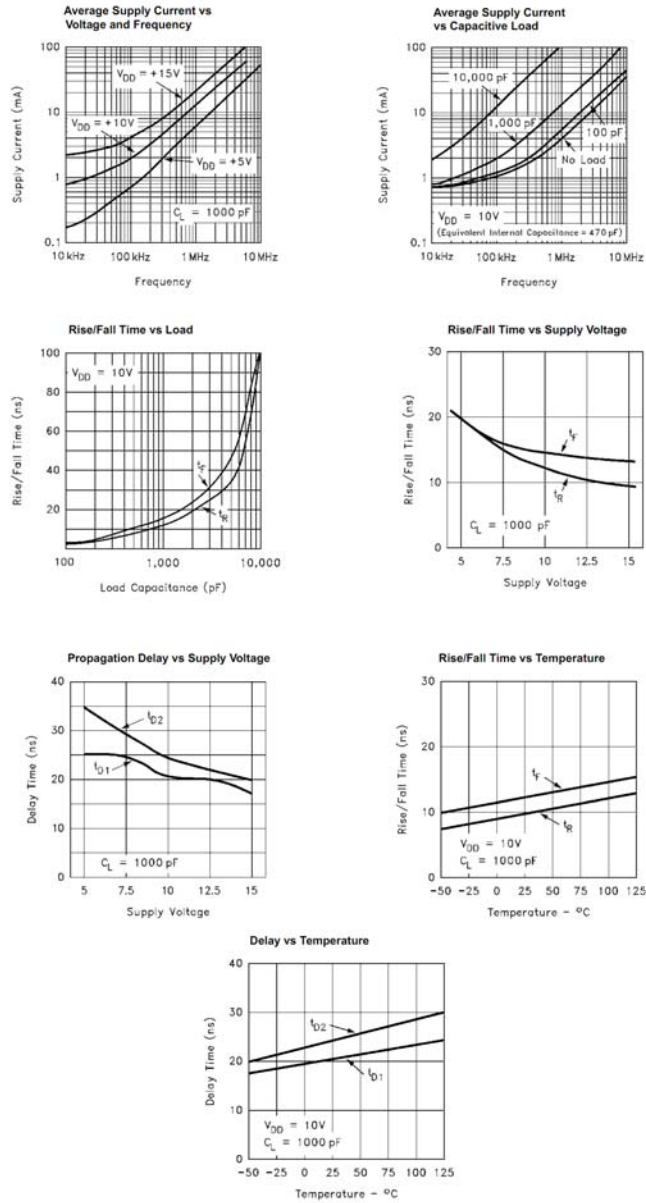 Average Supply Current vs
Voltage and Frequency
100
10
1
0.1
Supply Current (mA)
V_DD = +15V
V_DD = +10V
V_DD = +5V
C_L = 1000 pF
10 kHz 100 kHz 1 MHz 10 MHz
Frequency
Average Supply Current
vs Capacitive Load
100
10
1
0.1
Supply Current (mA)
10,000 pF
1,000 pF
100 pF
No Load
V_DD = 10V
(Equivalent Internal Capacitance = 470 pF)
10 kHz 100 kHz 1 MHz 10 MHz
Frequency
Rise/Fall Time vs Load
100
80
60
40
20
Rise/Fall Time (ns)
V_DD = 10V
t_F
t_R
100 1,000 10,000
Load Capacitance (pF)
Rise/Fall Time vs Supply Voltage
30
20
10
0
Rise/Fall Time (ns)
t_F
t_R
C_L = 1000 pF
5 7.5 10 12.5 15
Supply Voltage
Propagation Delay vs Supply Voltage
40
30
20
10
0
Delay Time (ns)
t_D2
t_D1
C_L = 1000 pF
5 7.5 10 12.5 15
Supply Voltage
Rise/Fall Time vs Temperature
30
20
10
0
Rise/Fall Time (ns)
t_F
t_R
V_DD = 10V
C_L = 1000 pF
-50 -25 0 25 50 75 100 125
Temperature - °C
Delay vs Temperature
40
30
20
10
0
Delay Time (ns)
t_D2
t_D1
V_DD = 10V
C_L = 1000 pF
-50 -25 0 25 50 75 100 125
Temperature - °C